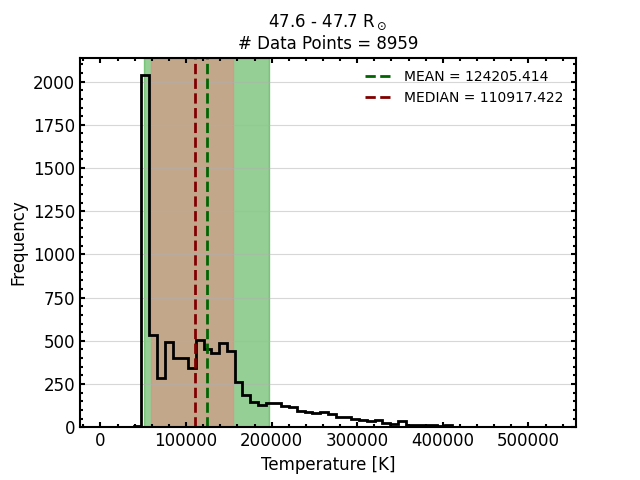 47.6 - 47.7 R⊙
# Data Points = 8959
MEAN = 124205.414
MEDIAN = 110917.422
Frequency
2000
1750
1500
1250
1000
750
500
250
0
0 100000 200000 300000 400000 500000
Temperature [K]